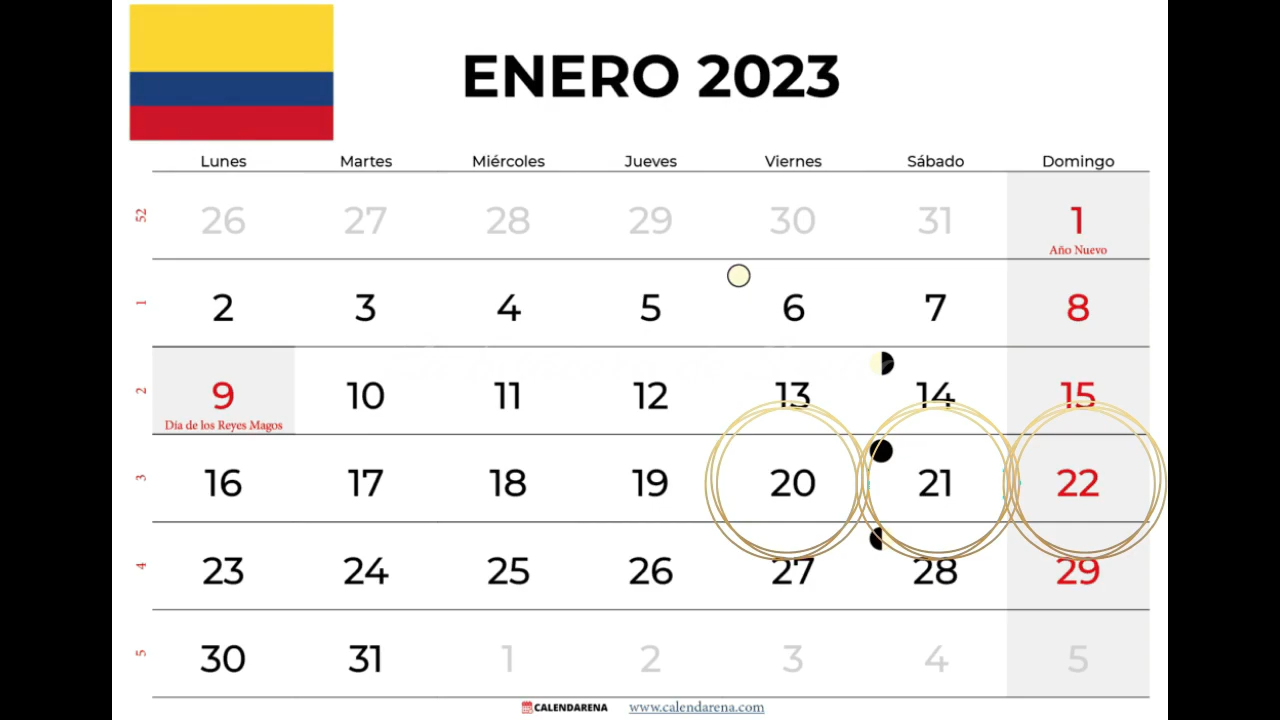 ENERO 2023
Lunes Martes Miércoles Jueves Viernes Sábado Domingo
52 26 27 28 29 30 31 1
Año Nuevo
1 2 3 4 5 6 7 8
2 9 10 11 12 13 14 15
Día de los Reyes Magos
3 16 17 18 19 20 21 22
4 23 24 25 26 27 28 29
5 30 31 1 2 3 4 5
CALENDARENA www.calendarena.com